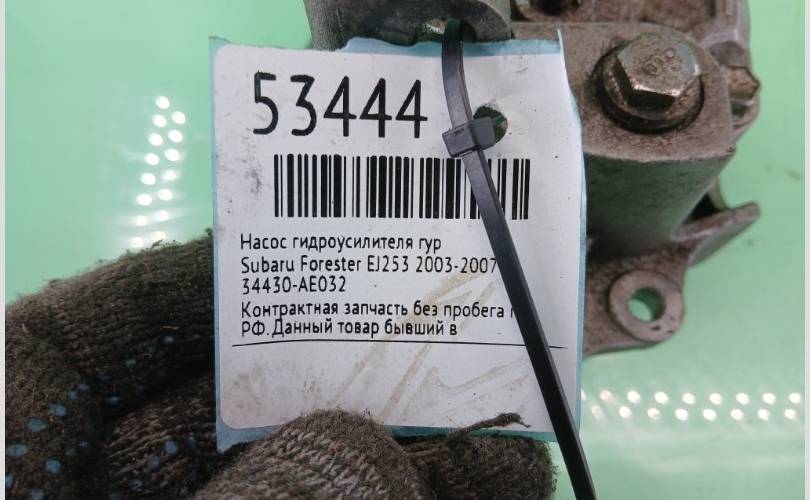 53444
Насос гидроусилителя гур
Subaru Forester EJ253 2003-2007
34430-AE032
Контрактная запчасть без пробега
РФ. Данный товар бывший в